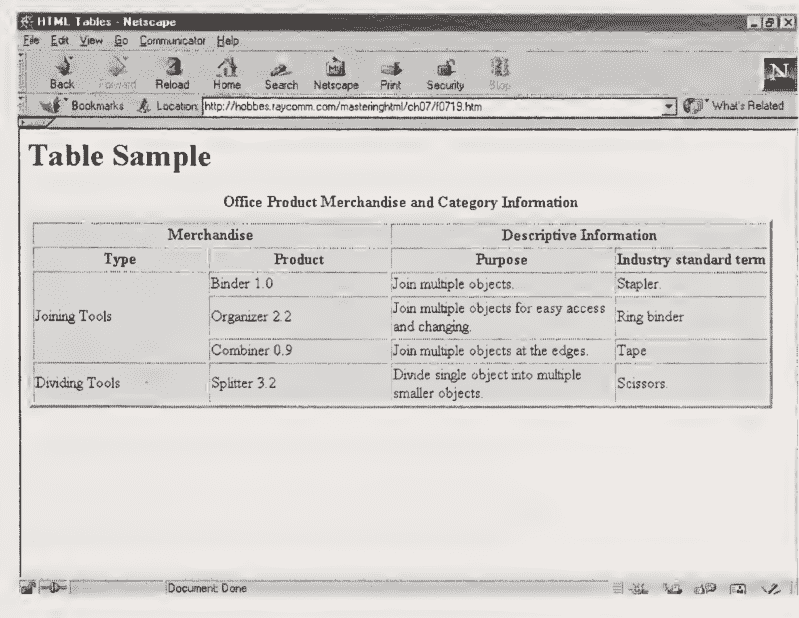 HTML Tables - Netscape
File Edit View Go Communicator Help
Back Forward Reload Home Search Netscape Print Security Stop
Bookmarks Location: http://hobbes.raycomm.com/masteringhtml/ch07/f0719.htm What's Related
Table Sample
Office Product Merchandise and Category Information
Merchandise Descriptive Information
Type Product Purpose Industry standard term
Joining Tools
Binder 1.0 Join multiple objects. Stapler.
Organizer 2.2 Join multiple objects for easy access
and changing. Ring binder
Combiner 0.9 Join multiple objects at the edges. Tape
Dividing Tools Splitter 3.2 Divide single object into multiple
smaller objects. Scissors.
Document: Done